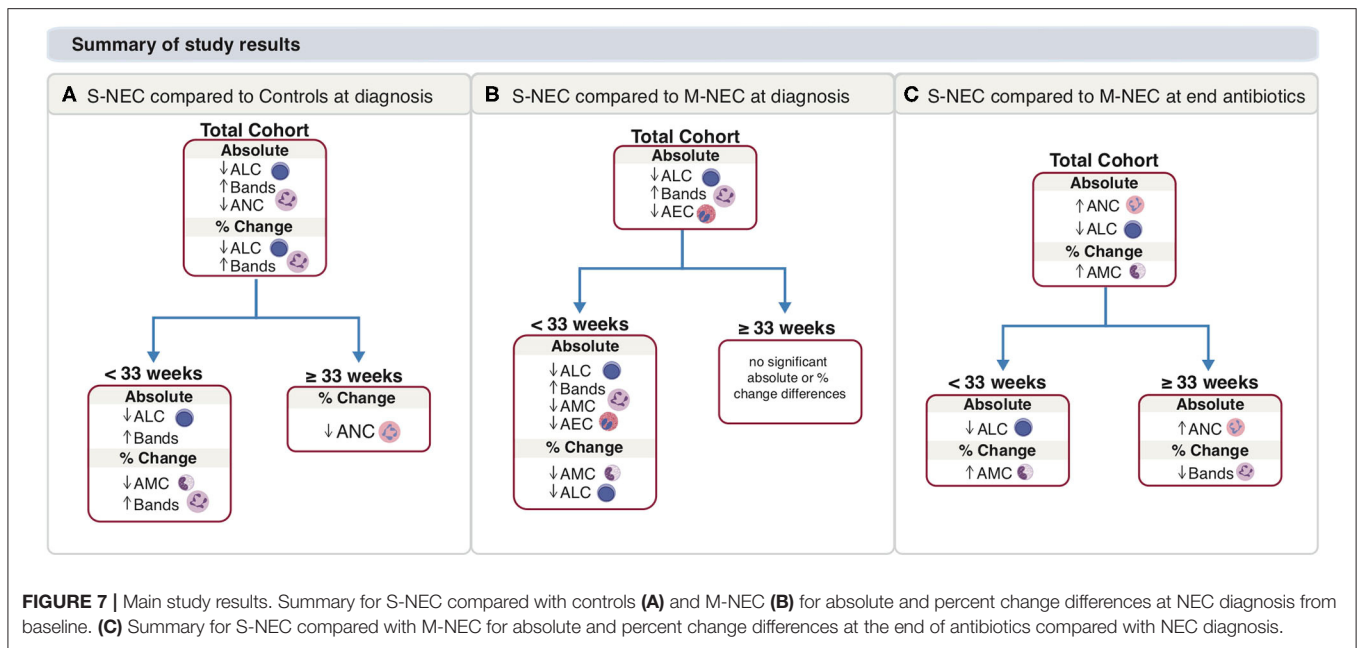 Summary of study results
A S-NEC compared to Controls at diagnosis
Total Cohort
Absolute
↓ALC
↑Bands
↓ANC
% Change
↓ALC
↑Bands
< 33 weeks
Absolute
↓ALC
↑Bands
% Change
↓AMC
↑Bands
≥ 33 weeks
% Change
↓ANC
B S-NEC compared to M-NEC at diagnosis
Total Cohort
Absolute
↓ALC
↑Bands
↓AEC
< 33 weeks
Absolute
↓ALC
↑Bands
↓AMC
↓AEC
% Change
↓AMC
↓ALC
≥ 33 weeks
no significant
absolute or %
change differences
C S-NEC compared to M-NEC at end antibiotics
Total Cohort
Absolute
↑ANC
↓ALC
% Change
↑AMC
< 33 weeks
Absolute
↓ALC
% Change
↑AMC
≥ 33 weeks
Absolute
↑ANC
% Change
↓Bands
FIGURE 7 | Main study results. Summary for S-NEC compared with controls (A) and M-NEC (B) for absolute and percent change differences at NEC diagnosis from
baseline. (C) Summary for S-NEC compared with M-NEC for absolute and percent change differences at the end of antibiotics compared with NEC diagnosis.